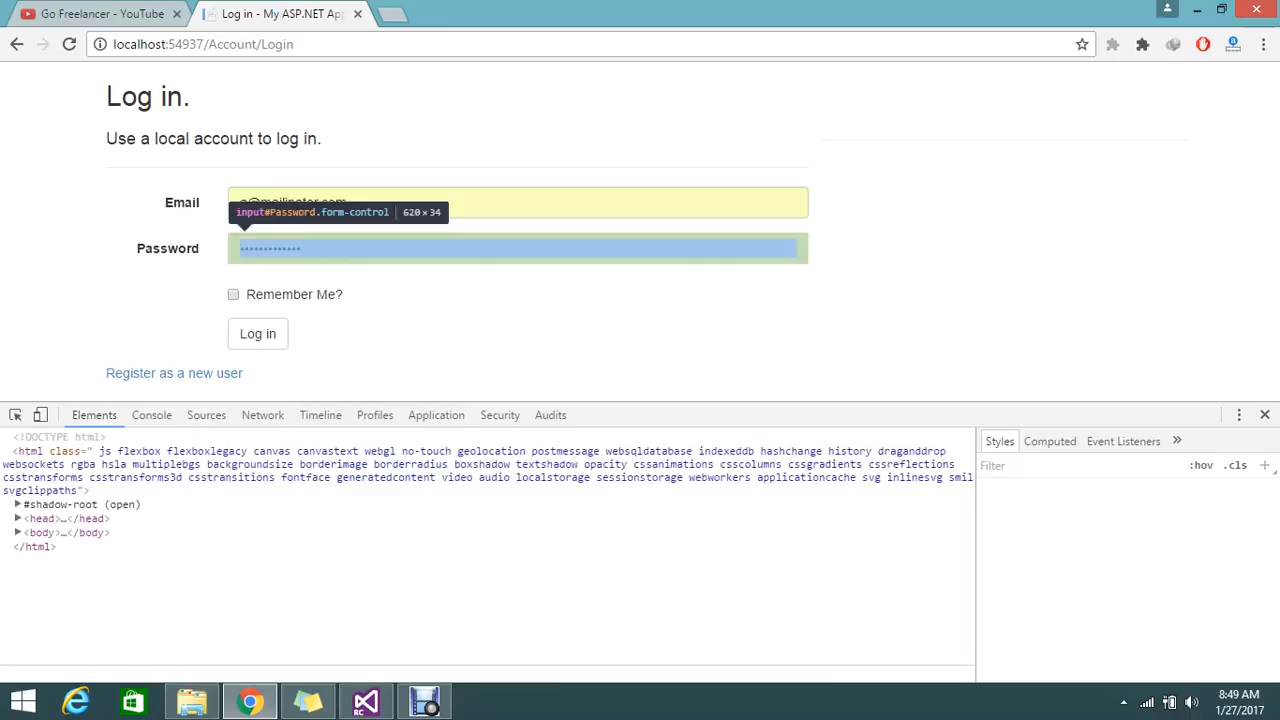 Go Freelancer - YouTube
Log in - My ASP.NET App
localhost:54937/Account/Login
Log in.
Use a local account to log in.
Email
input#Password.form-control 620×34
Password
Remember Me?
Log in
Register as a new user
Elements Console Sources Network Timeline Profiles Application Security Audits
<!DOCTYPE html>
<html class=" js flexbox flexboxlegacy canvas canvastext webgl no-touch geolocation postmessage websqldatabase indexeddb hashchange history draganddrop
websockets rgba hsla multiplebgs backgroundsize borderimage borderradius boxshadow textshadow opacity cssanimations csscolumns cssgradients cssreflections
csstransforms csstransforms3d csstransitions fontface generatedcontent video audio localstorage sessionstorage webworkers applicationcache svg inlinesvg smil
svgclippaths">
#shadow-root (open)
<head>…</head>
<body>…</body>
</html>
Styles Computed Event Listeners »
Filter :hov .cls +
RC
8:49 AM
1/27/2017